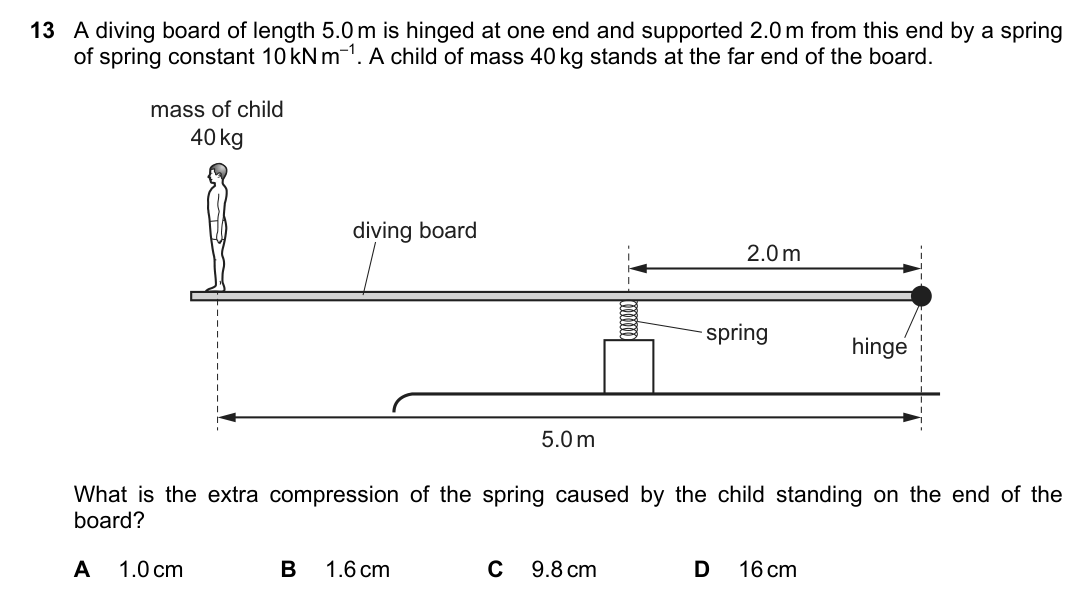 13 A diving board of length 5.0 m is hinged at one end and supported 2.0 m from this end by a spring
of spring constant 10 kN m⁻¹. A child of mass 40 kg stands at the far end of the board.
mass of child
40 kg
diving board
2.0 m
spring
hinge
5.0 m
What is the extra compression of the spring caused by the child standing on the end of the
board?
A 1.0 cm B 1.6 cm C 9.8 cm D 16 cm